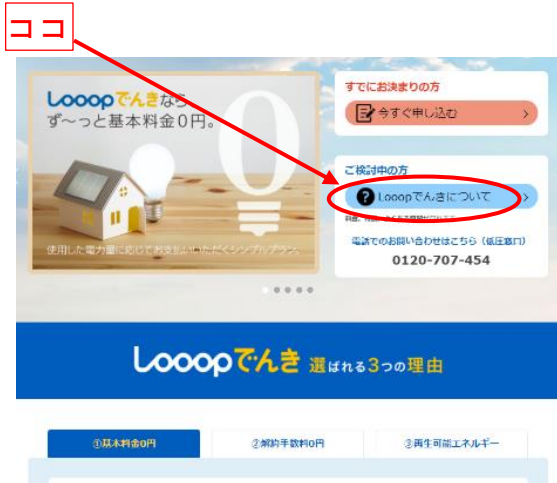 ココ
Looopでんきなら
ず〜っと基本料金0円。
0
使用した電力量に応じてお支払いいただくシンプルプラン。
すでにお決まりの方
今すぐ申し込む
ご検討中の方
Looopでんきについて
電話でのお問い合わせはこちら（低圧窓口）
0120-707-454
Looopでんき 選ばれる3つの理由
①基本料金0円
②解約手数料0円
③再生可能エネルギー